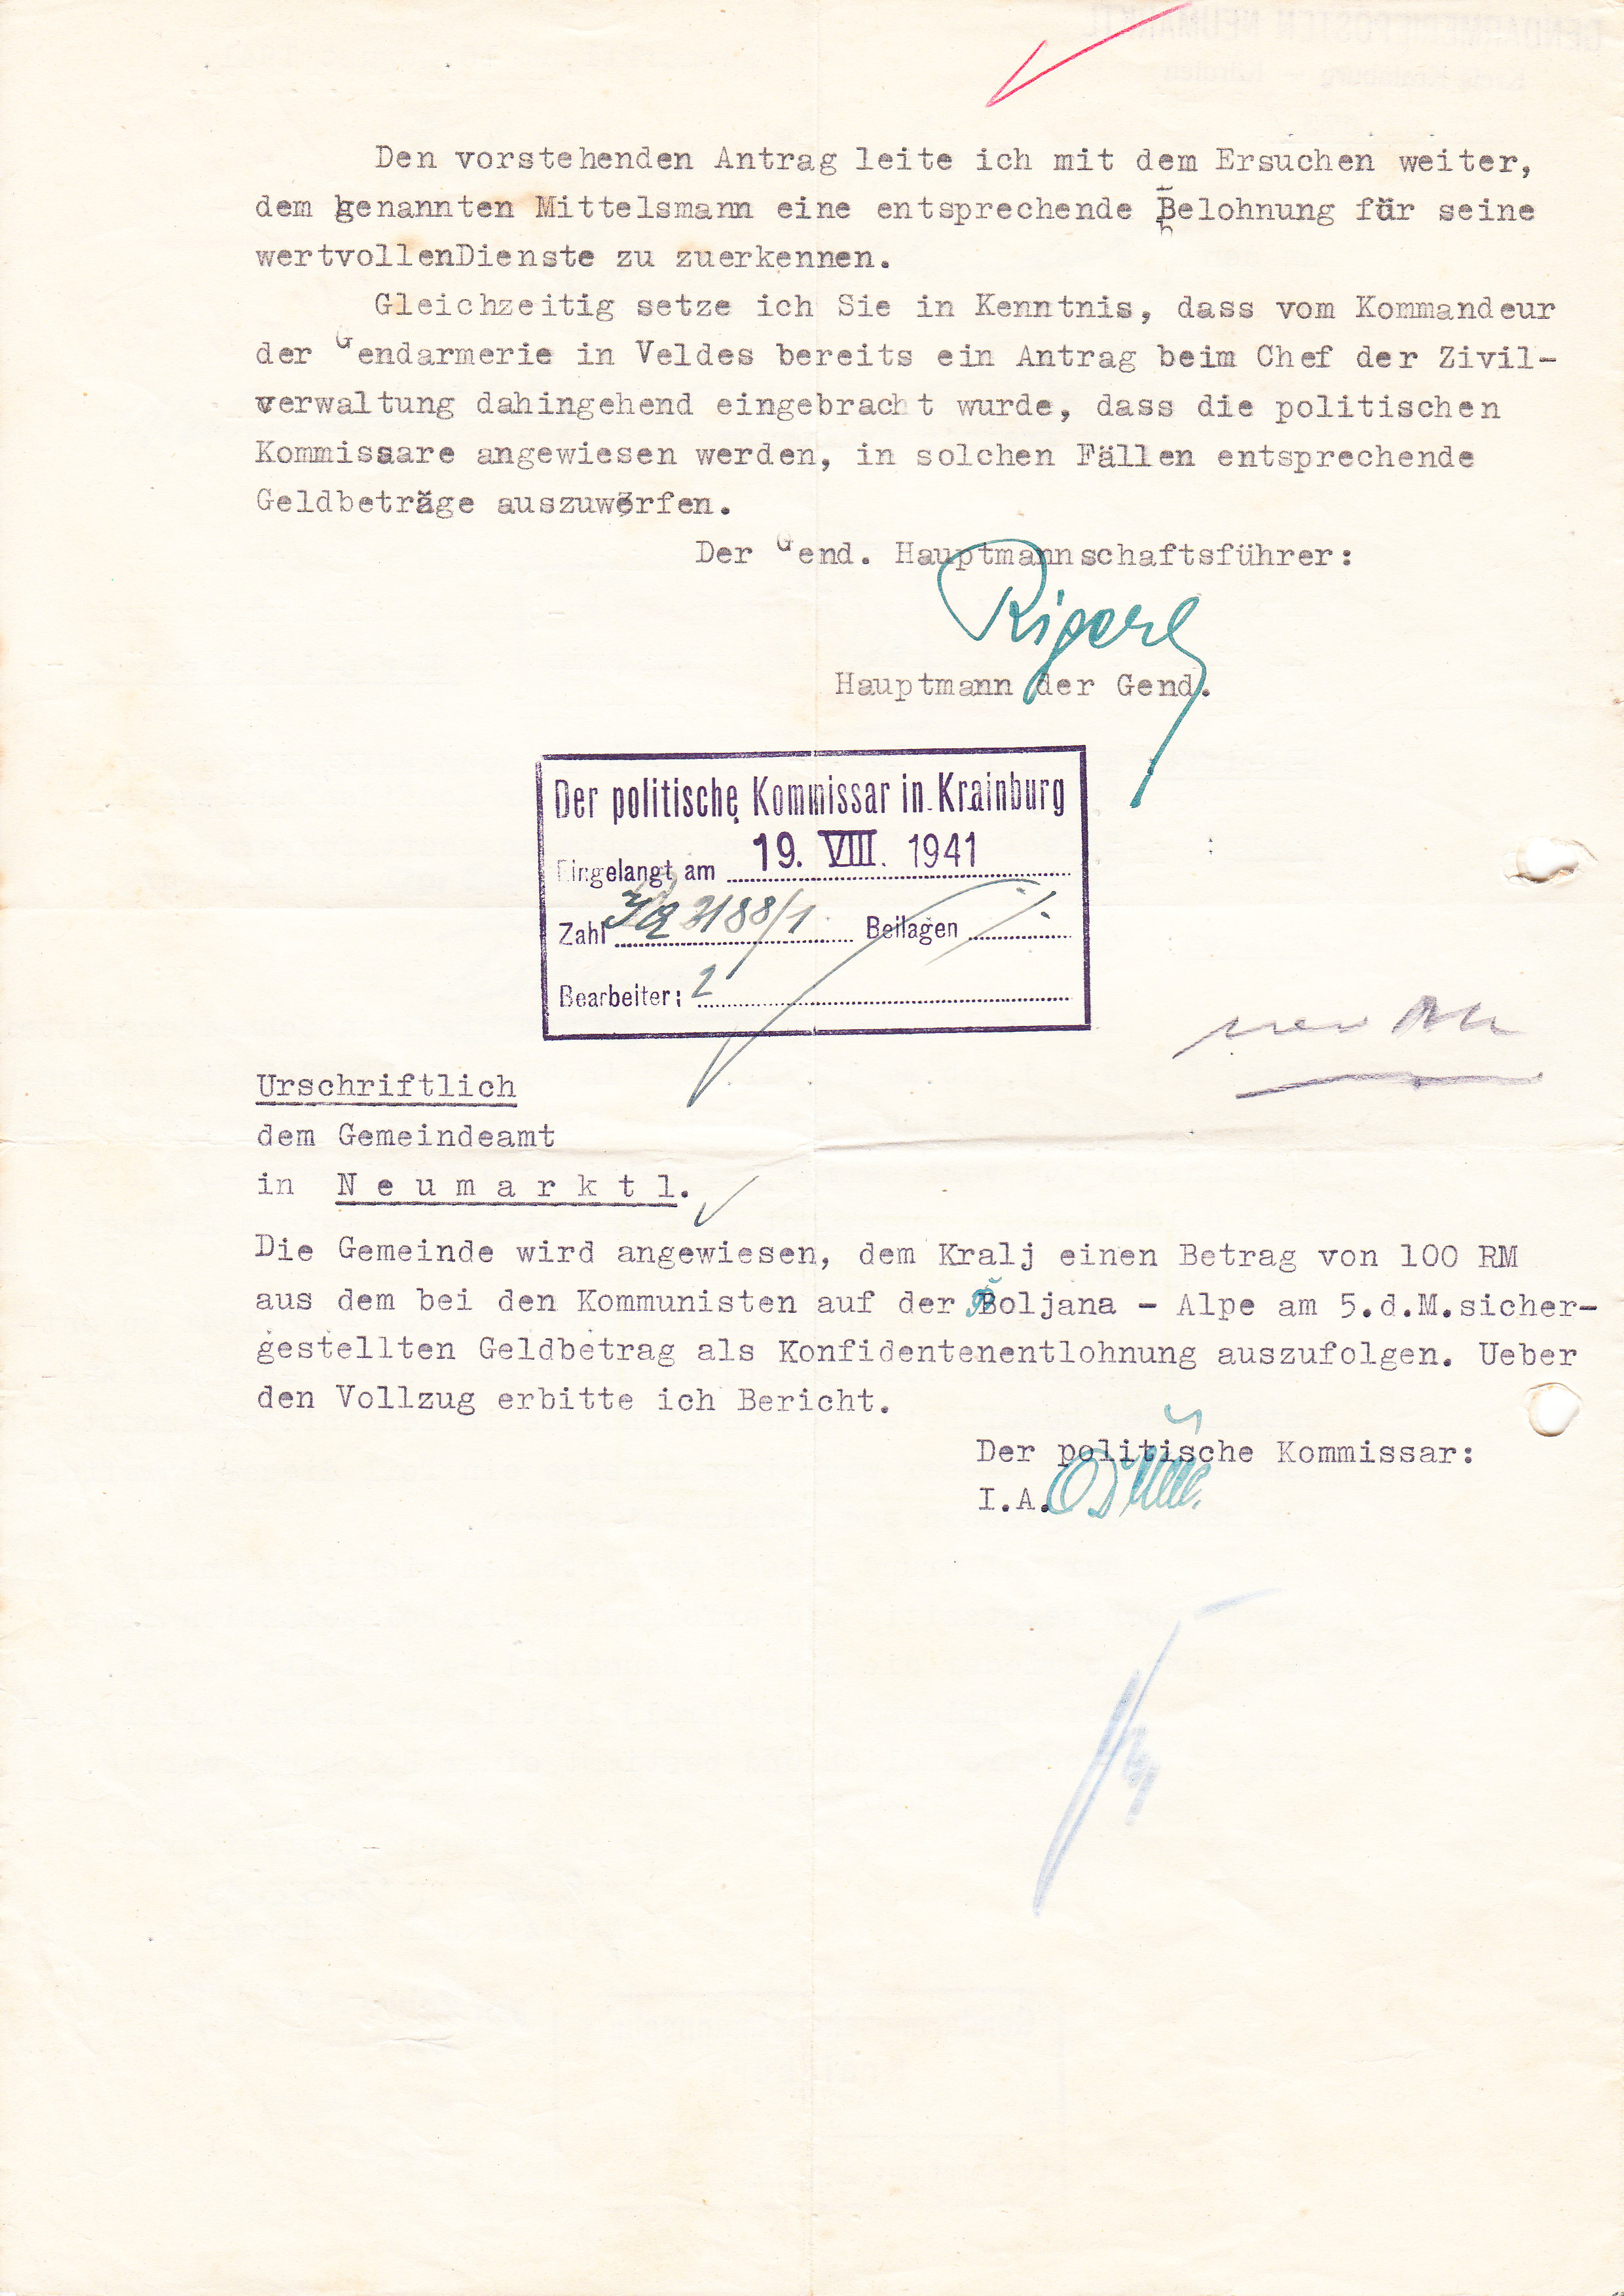 Den vorstehenden Antrag leite ich mit dem Ersuchen weiter,
dem genannten Mittelsmann eine entsprechende Belohnung für seine
wertvollenDienste zu zuerkennen.
Gleichzeitig setze ich Sie in Kenntnis, dass vom Kommandeur
der Gendarmerie in Veldes bereits ein Antrag beim Chef der Zivil-
verwaltung dahingehend eingebracht wurde, dass die politischen
Kommissare angewiesen werden, in solchen Fällen entsprechende
Geldbeträge auszuwerfen.
Der Gend. Hauptmannschaftsführer:
Hauptmann der Gend.
Der politische Kommissar in Krainburg
Eingelangt am 19. VIII. 1941
Zahl Beilagen
Bearbeiter: 2
Urschriftlich
dem Gemeindeamt
in Neumarktl.
Die Gemeinde wird angewiesen, dem Kralj einen Betrag von 100 RM
aus dem bei den Kommunisten auf der - Alpe am 5.d.M.sicher-
gestellten Geldbetrag als Konfidentenentlohnung auszufolgen. Ueber
den Vollzug erbitte ich Bericht.
Der politische Kommissar:
I.A.